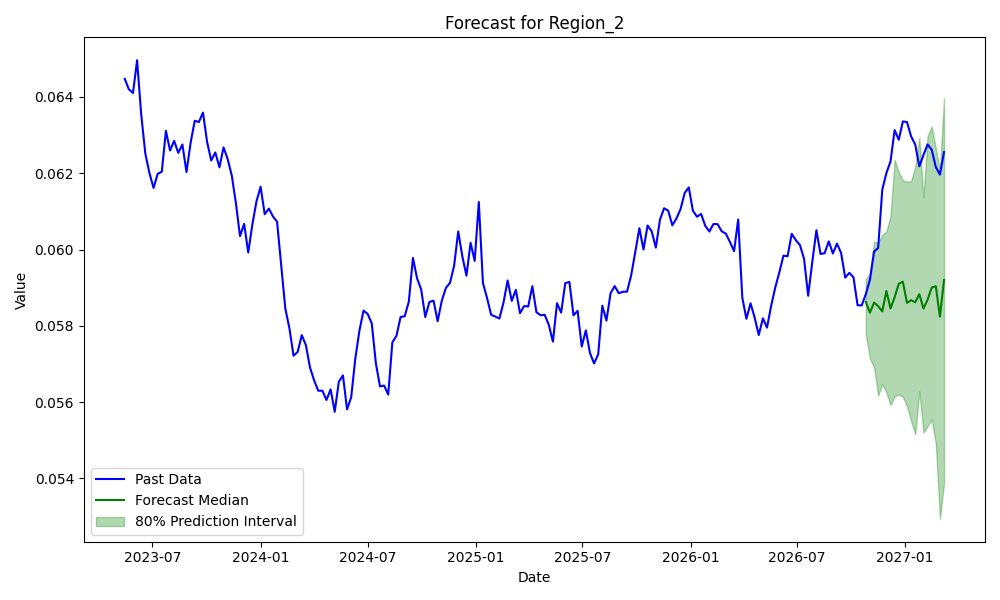 Forecast for Region_2
Value
0.064
0.062
0.060
0.058
0.056
0.054
Past Data
Forecast Median
80% Prediction Interval
2023-07
2024-01
2024-07
2025-01
2025-07
2026-01
2026-07
2027-01
Date